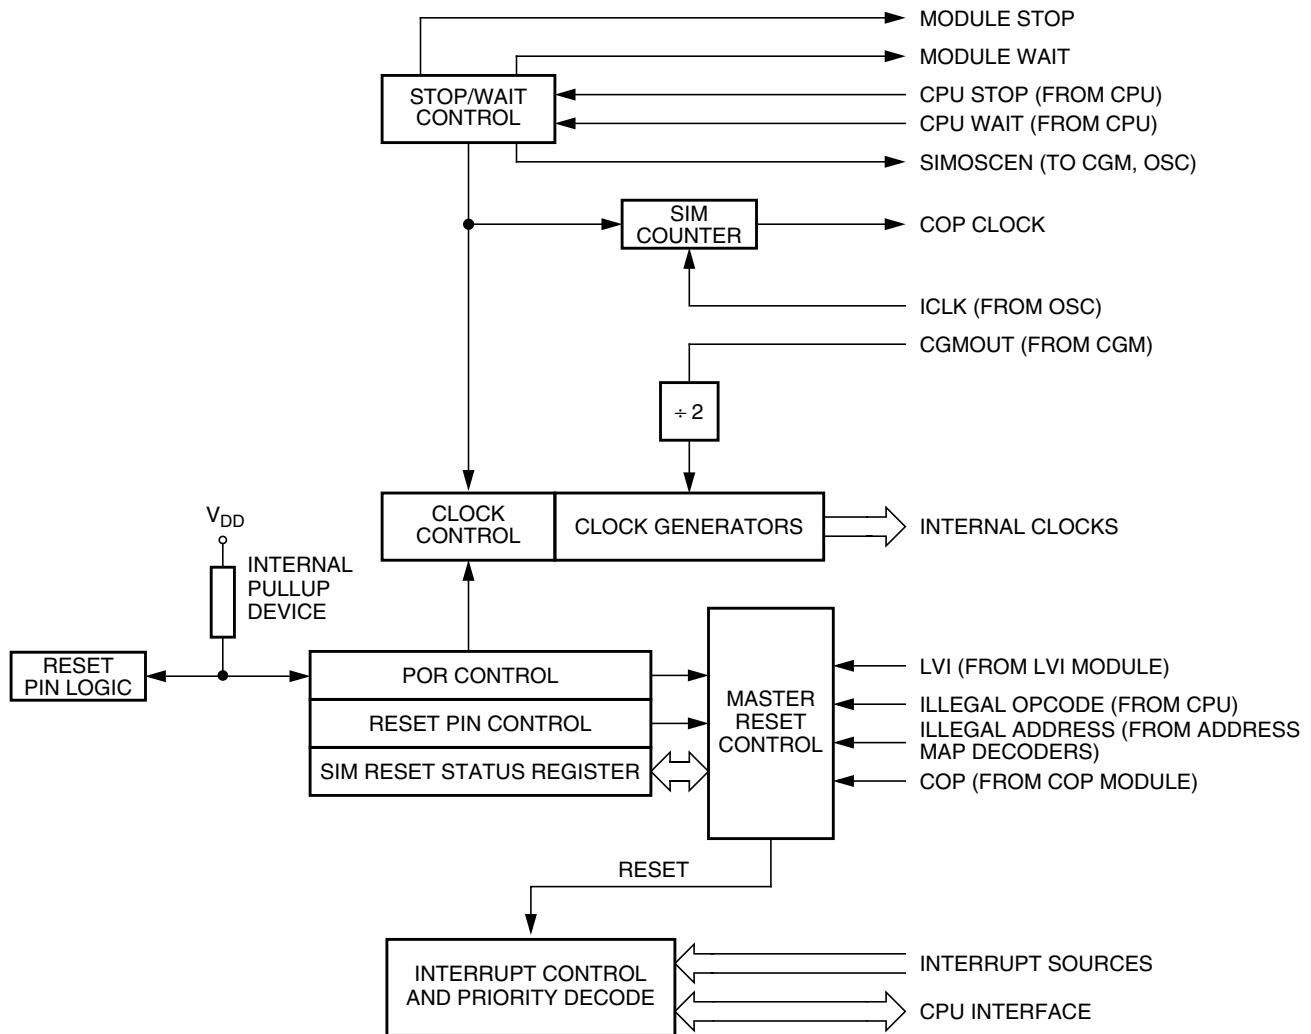 MODULE STOP
MODULE WAIT
STOP/WAIT
CONTROL
CPU STOP (FROM CPU)
CPU WAIT (FROM CPU)
SIMOSCEN (TO CGM, OSC)
SIM
COUNTER
COP CLOCK
ICLK (FROM OSC)
CGMOUT (FROM CGM)
÷ 2
VDD
INTERNAL
PULLUP
DEVICE
CLOCK
CONTROL
CLOCK GENERATORS
INTERNAL CLOCKS
RESET
PIN LOGIC
POR CONTROL
RESET PIN CONTROL
SIM RESET STATUS REGISTER
MASTER
RESET
CONTROL
LVI (FROM LVI MODULE)
ILLEGAL OPCODE (FROM CPU)
ILLEGAL ADDRESS (FROM ADDRESS
MAP DECODERS)
COP (FROM COP MODULE)
RESET
INTERRUPT CONTROL
AND PRIORITY DECODE
INTERRUPT SOURCES
CPU INTERFACE